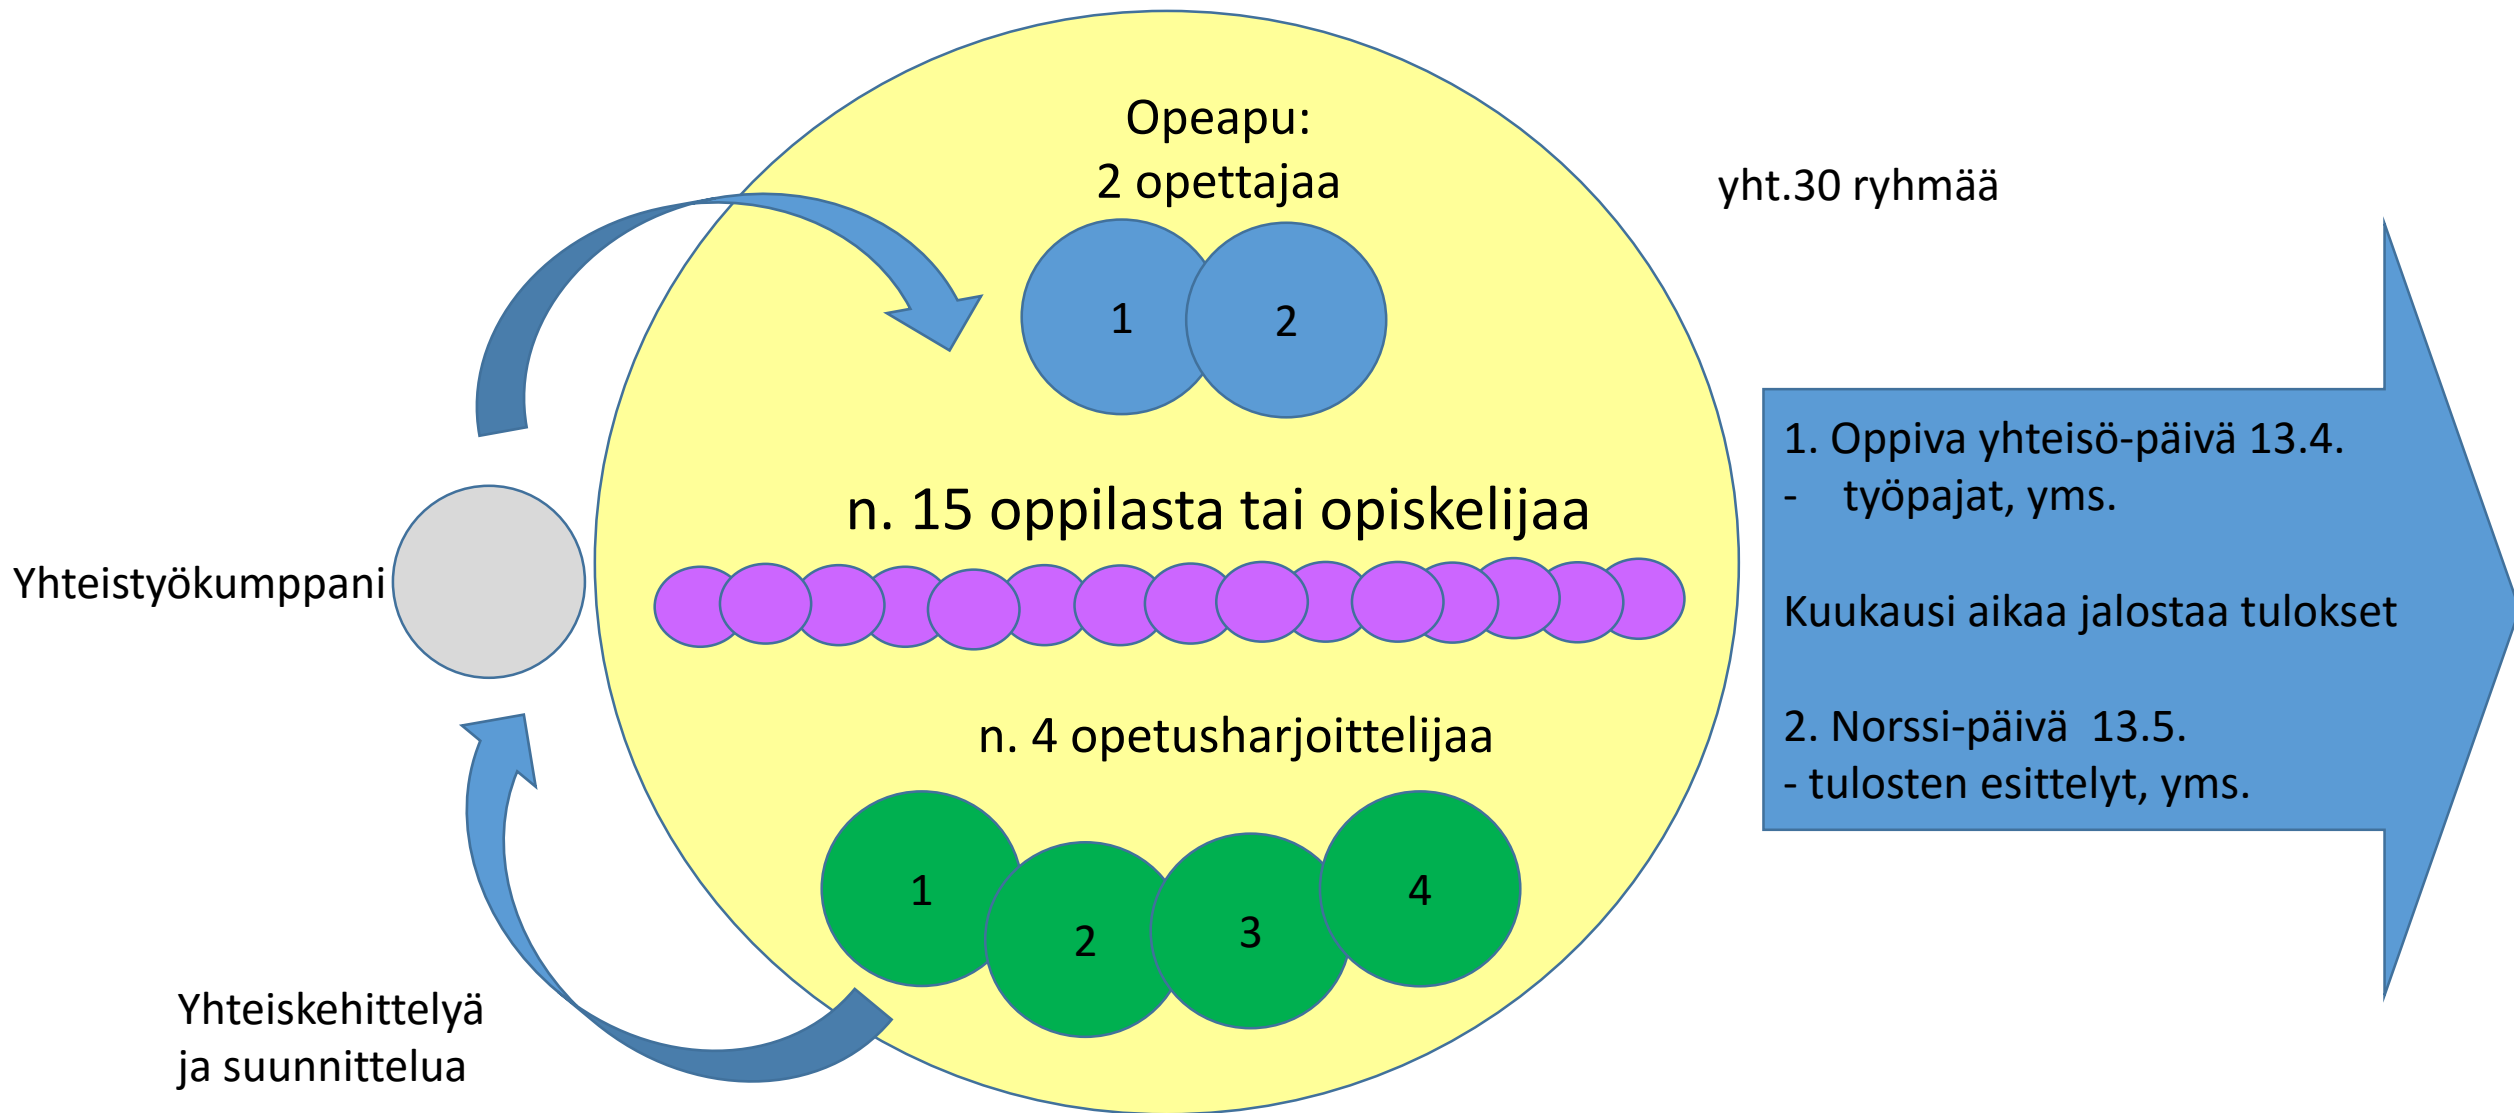 Opeapu:
2 opettajaa
yht.30 ryhmää
1
2
n. 15 oppilasta tai opiskelijaa
Yhteistyökumppani
n. 4 opetusharjoittelijaa
1
2
3
4
Yhteiskehittelyä
ja suunnittelua
1. Oppiva yhteisö-päivä 13.4.
- työpajat, yms.
Kuukausi aikaa jalostaa tulokset
2. Norssi-päivä 13.5.
- tulosten esittelyt, yms.